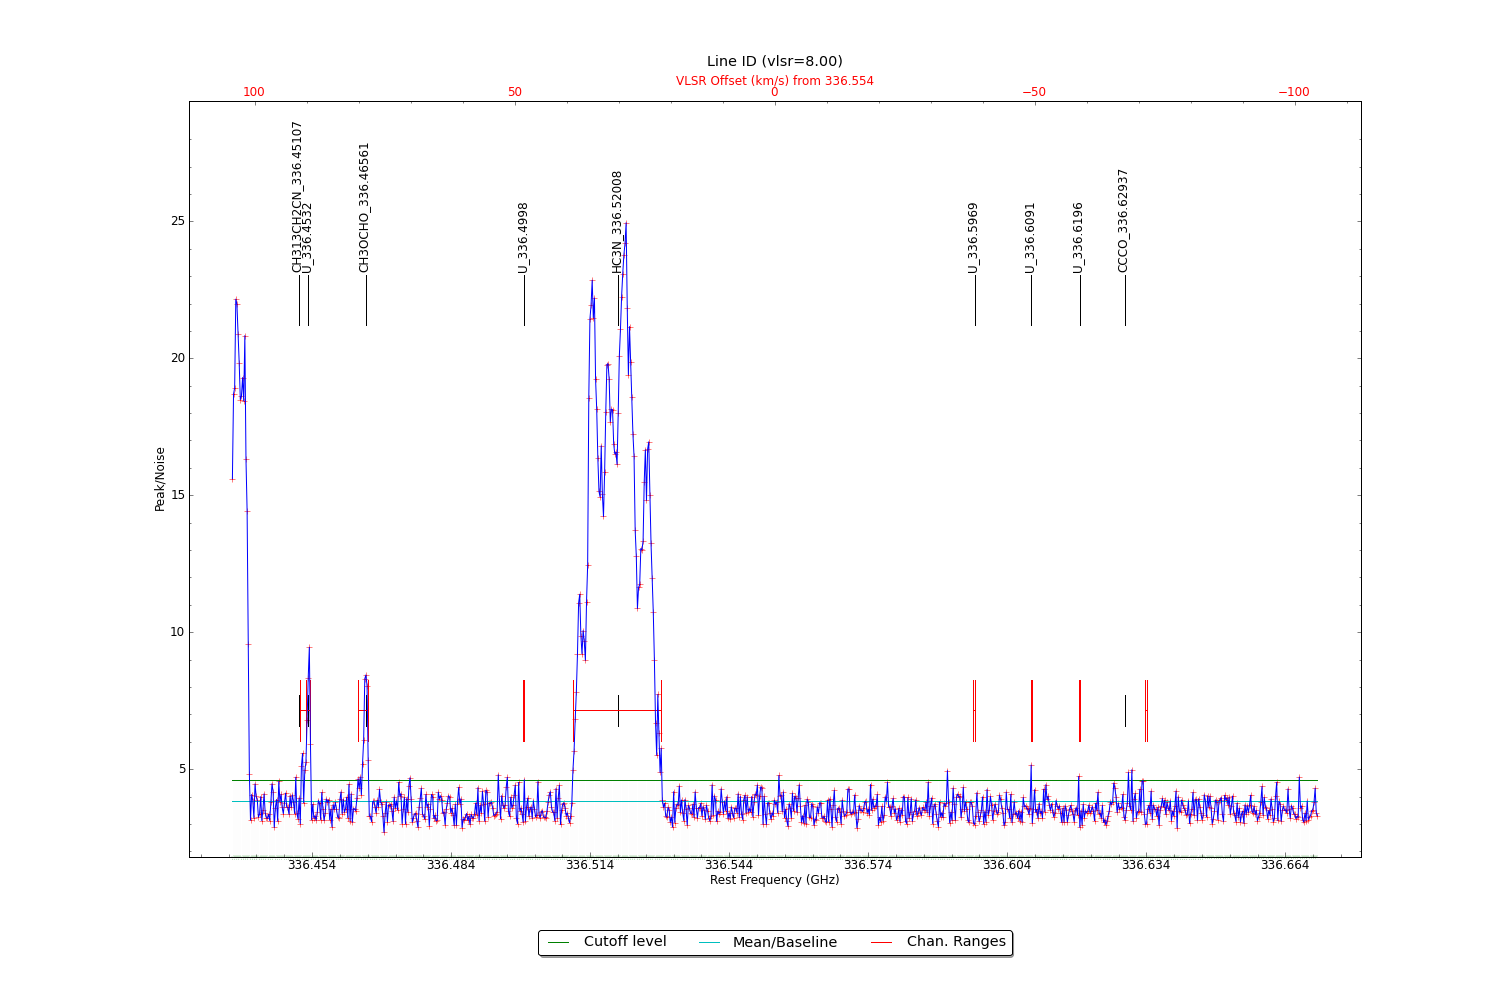 Line ID (vlsr=8.00)
VLSR Offset (km/s) from 336.554
100 50 0 −50 −100
CH313CH2CN_336.45107
U_336.4532
CH3OCHO_336.46561
U_336.4998
HC3N_336.52008
U_336.5969
U_336.6091
U_336.6196
CCCO_336.62937
25
20
15
10
5
Peak/Noise
336.454 336.484 336.514 336.544 336.574 336.604 336.634 336.664
Rest Frequency (GHz)
Cutoff level Mean/Baseline Chan. Ranges